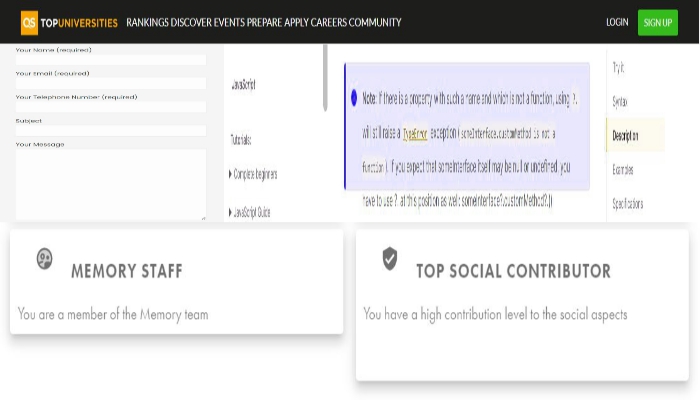 QS TOPUNIVERSITIES RANKINGS DISCOVER EVENTS PREPARE APPLY CAREERS COMMUNITY LOGIN SIGN UP
Your Name (required)
Your Email (required)
Your Telephone Number (required)
Subject
Your Message
JavaScript
Tutorials:
Complete beginners
JavaScript Guide
Note: If there is a property with such a name and which is not a function, using ?.
will still raise a TypeError exception (someInterface.customMethod is not a
function). If you expect that someInterface itself may be null or undefined, you
have to use ?. at this position as well: someInterface?.customMethod?.()
Try it
Syntax
Description
Examples
Specifications
MEMORY STAFF
You are a member of the Memory team
TOP SOCIAL CONTRIBUTOR
You have a high contribution level to the social aspects